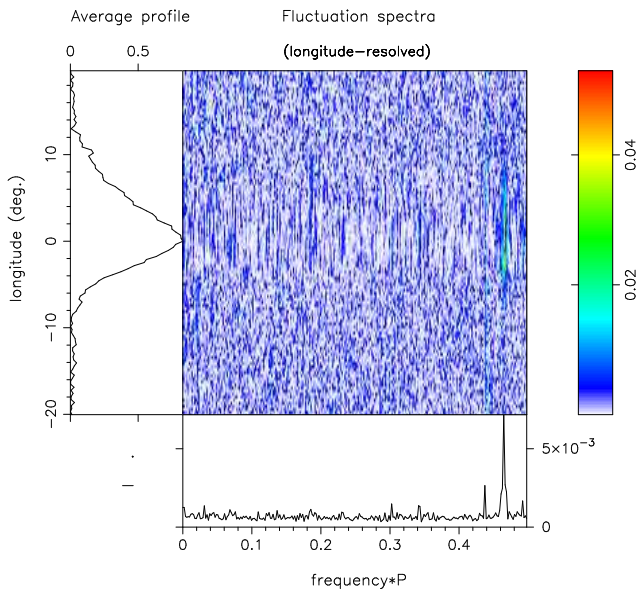 Average profile
Fluctuation spectra
0 0.5
(longitude-resolved)
longitude (deg.)
10
0
−10
−20
0.04
0.02
5×10−3
0
0 0.1 0.2 0.3 0.4
frequency*P